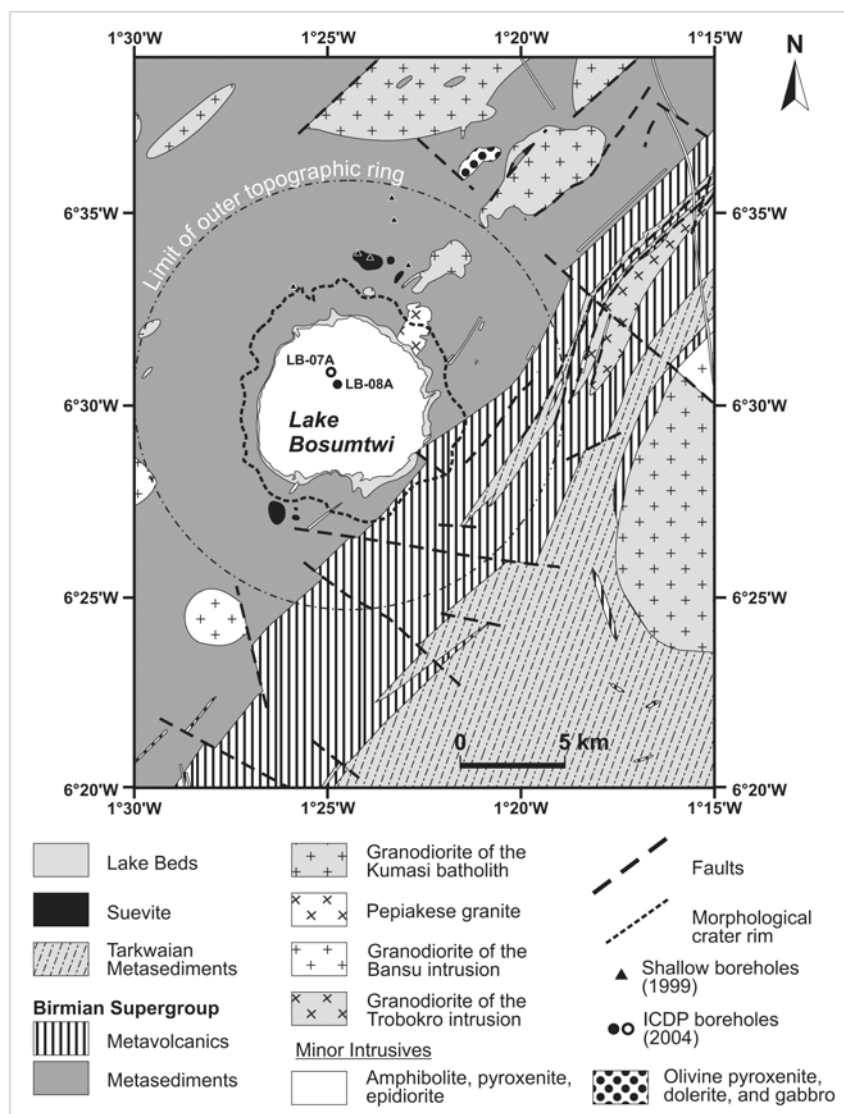 1°30'W 1°25'W 1°20'W 1°15'W
N
Limit of outer topographic ring
6°35'W 6°35'W
LB-07A
LB-08A
Lake
Bosumtwi
6°30'W 6°30'W
6°25'W 6°25'W
0 5 km
6°20'W 6°20'W
1°30'W 1°25'W 1°20'W 1°15'W
Lake Beds
Suevite
Tarkwaian
Metasediments
Birmian Supergroup
Metavolcanics
Metasediments
Granodiorite of the
Kumasi batholith
Pepiakese granite
Granodiorite of the
Bansu intrusion
Granodiorite of the
Trobokro intrusion
Minor Intrusives
Amphibolite, pyroxenite,
epidiorite
Faults
Morphological
crater rim
Shallow boreholes
(1999)
ICDP boreholes
(2004)
Olivine pyroxenite,
dolerite, and gabbro